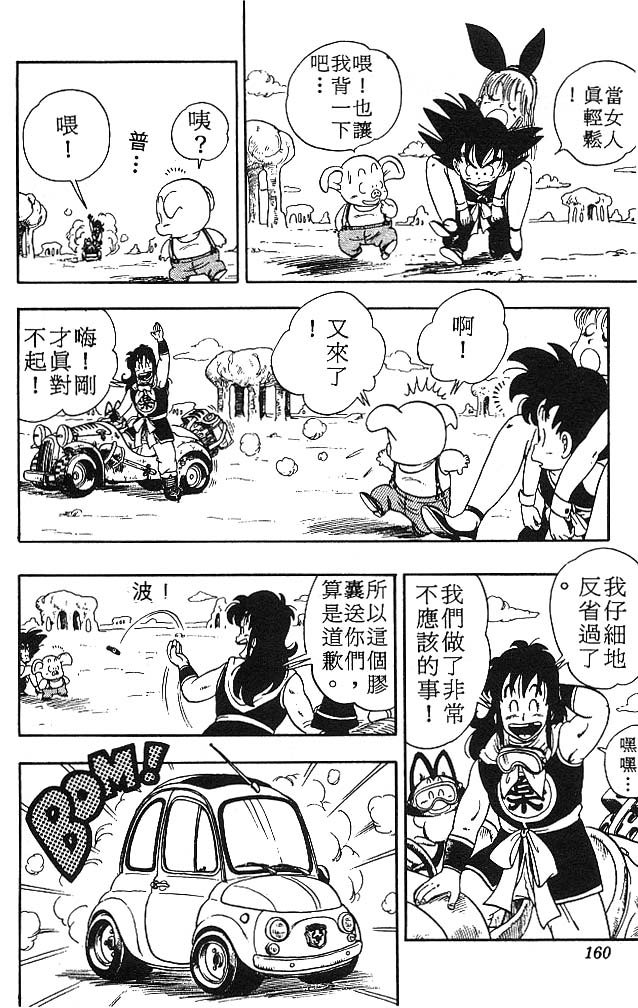 當女人
真輕鬆
!
喂!也讓
我背一下
吧…
咦?
普…
喂!
啊!
又來了
!
嗨!剛
才真對
不起!
我仔細地
反省過了
。
嘿嘿…
我們做了非常
不應該的事!
桌
所以這個膠
囊送你們,
算是道歉。
波!
BOM!
160